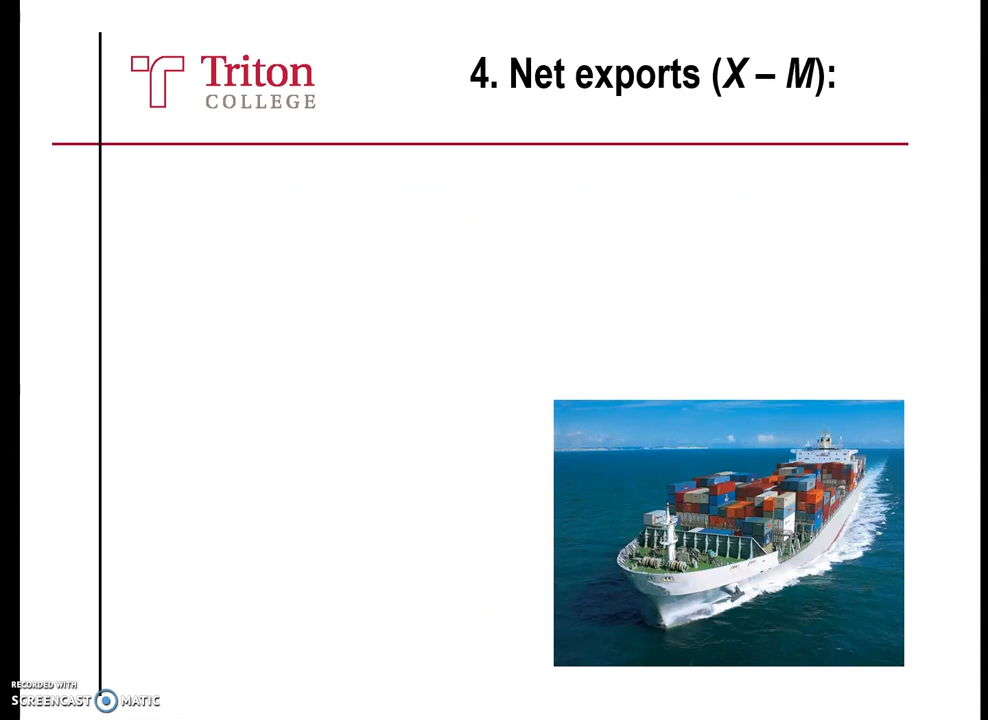 Triton
COLLEGE
4. Net exports (X – M):
RECORDED WITH
SCREENCAST MATIC